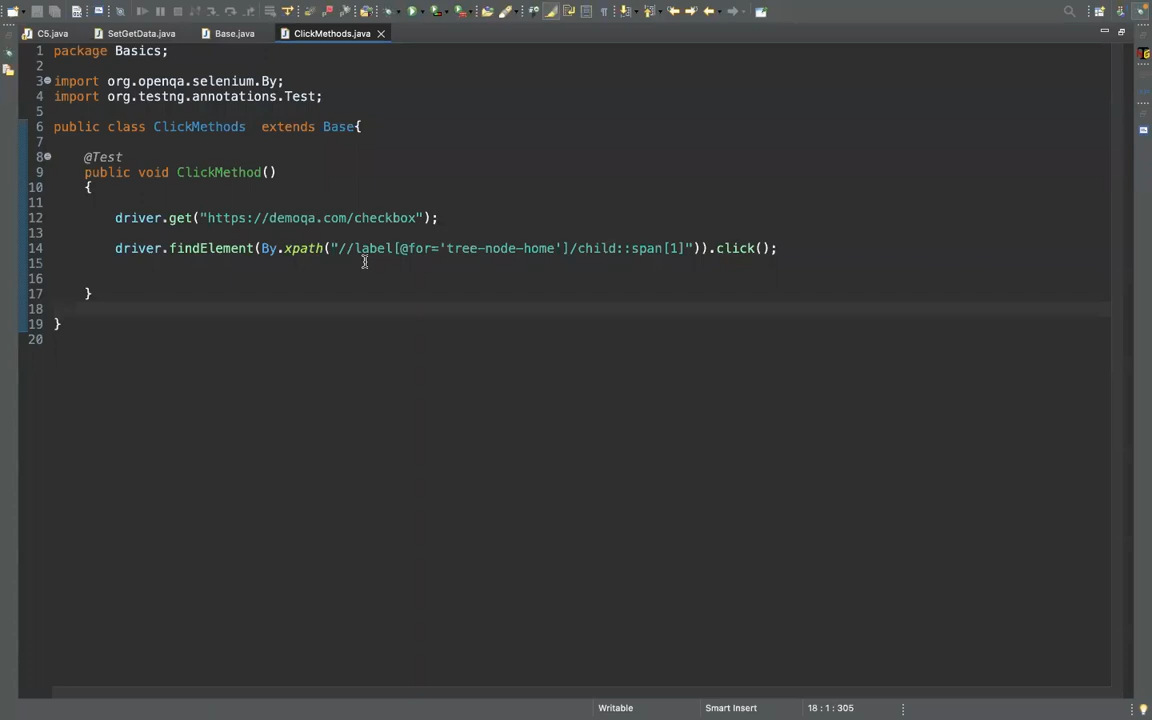 C5.java SetGetData.java Base.java ClickMethods.java
1 package Basics;
2
3 import org.openqa.selenium.By;
4 import org.testng.annotations.Test;
5
6 public class ClickMethods  extends Base{
7
8 @Test
9 public void ClickMethod()
10 {
11
12 driver.get("https://demoqa.com/checkbox");
13
14 driver.findElement(By.xpath("//label[@for='tree-node-home']/child::span[1]")).click();
15
16
17 }
18
19 }
20
Writable Smart Insert 18 : 1 : 305